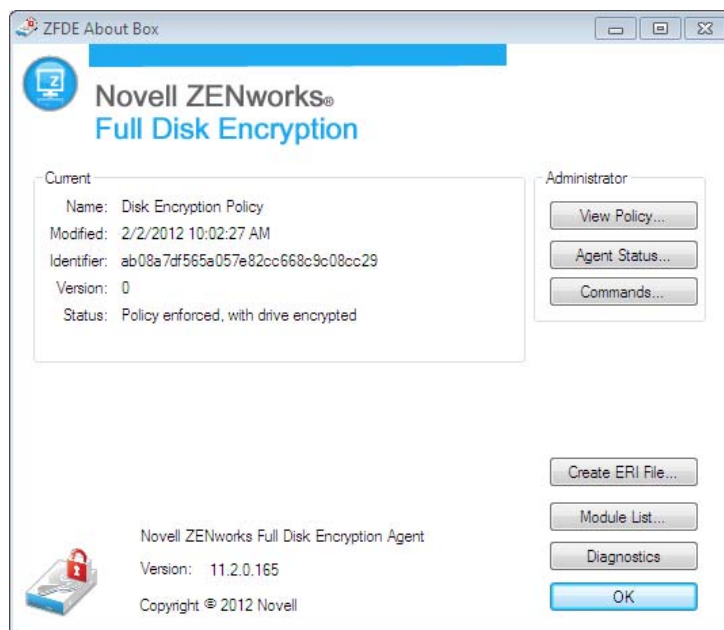 ZFDE About Box
Z
Novell ZENworks®
Full Disk Encryption
Current
Name: Disk Encryption Policy
Modified: 2/2/2012 10:02:27 AM
Identifier: ab08a7df565a057e82cc668c9c08cc29
Version: 0
Status: Policy enforced, with drive encrypted
Administrator
View Policy...
Agent Status...
Commands...
Create ERI File...
Module List...
Diagnostics
OK
Novell ZENworks Full Disk Encryption Agent
Version: 11.2.0.165
Copyright © 2012 Novell